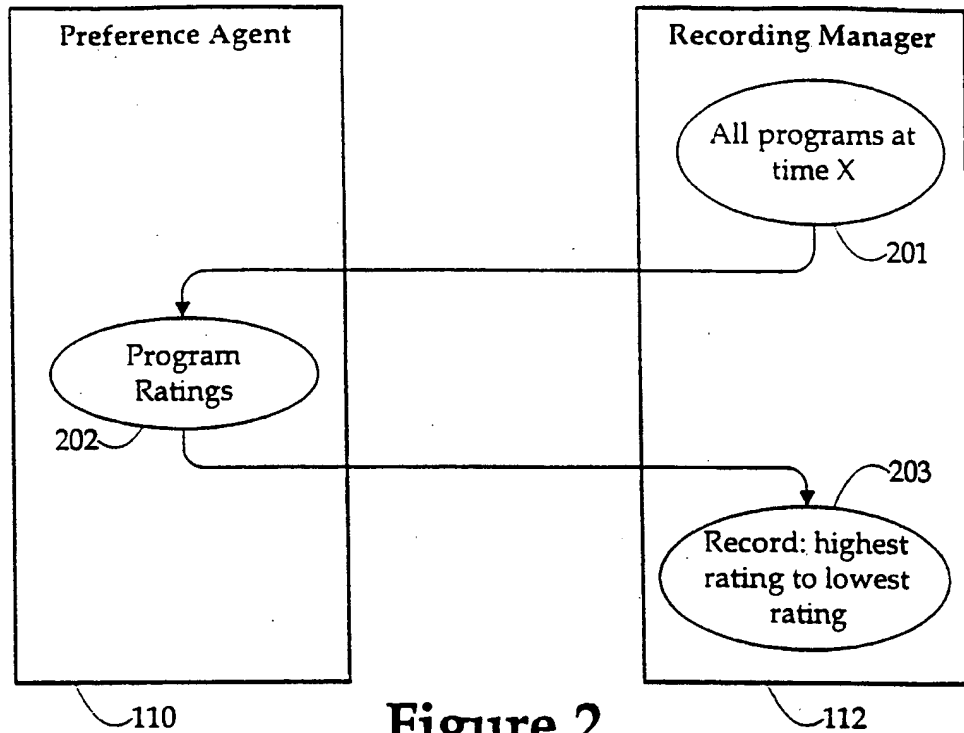 Preference Agent
Recording Manager
All programs at
time X
201
Program
Ratings
202
203
Record: highest
rating to lowest
rating
110
112
Figure 2